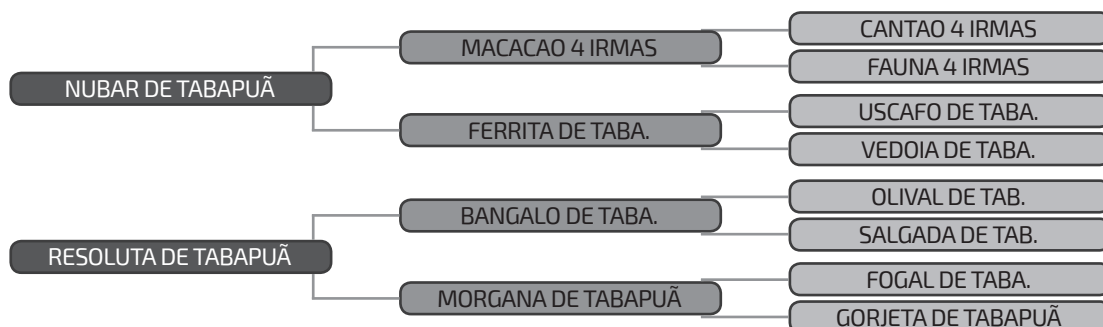 NUBAR DE TABAPUÃ
MACACAO 4 IRMAS
CANTAO 4 IRMAS
FAUNA 4 IRMAS
FERRITA DE TABA.
USCAFO DE TABA.
VEDOIA DE TABA.
RESOLUTA DE TABAPUÃ
BANGALO DE TABA.
OLIVAL DE TAB.
SALGADA DE TAB.
MORGANA DE TABAPUÃ
FOGAL DE TABA.
GORJETA DE TABAPUÃ